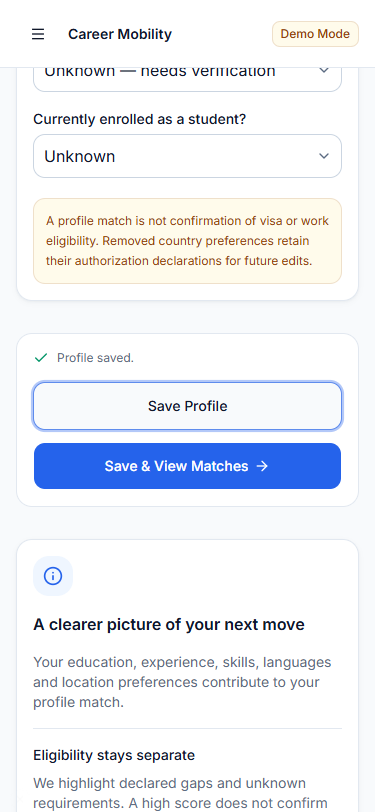 Career Mobility
Demo Mode
Unknown — needs verification
Currently enrolled as a student?
Unknown
A profile match is not confirmation of visa or work
eligibility. Removed country preferences retain
their authorization declarations for future edits.
Profile saved.
Save Profile
Save & View Matches →
A clearer picture of your next move
Your education, experience, skills, languages
and location preferences contribute to your
profile match.
Eligibility stays separate
We highlight declared gaps and unknown
requirements. A high score does not confirm